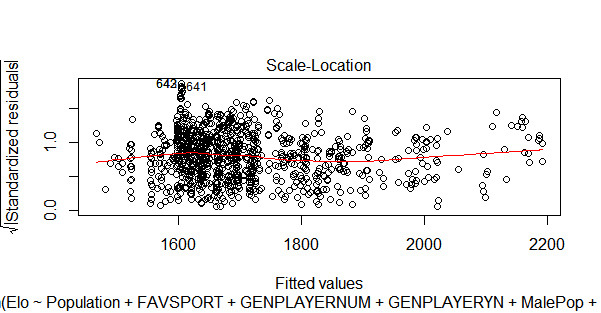 Scale-Location
√|Standardized residuals|
0.0
1.0
642
641
1600
1800
2000
2200
Fitted values
(Elo ~ Population + FAVSPORT + GENPLAYERNUM + GENPLAYERYN + MalePop +